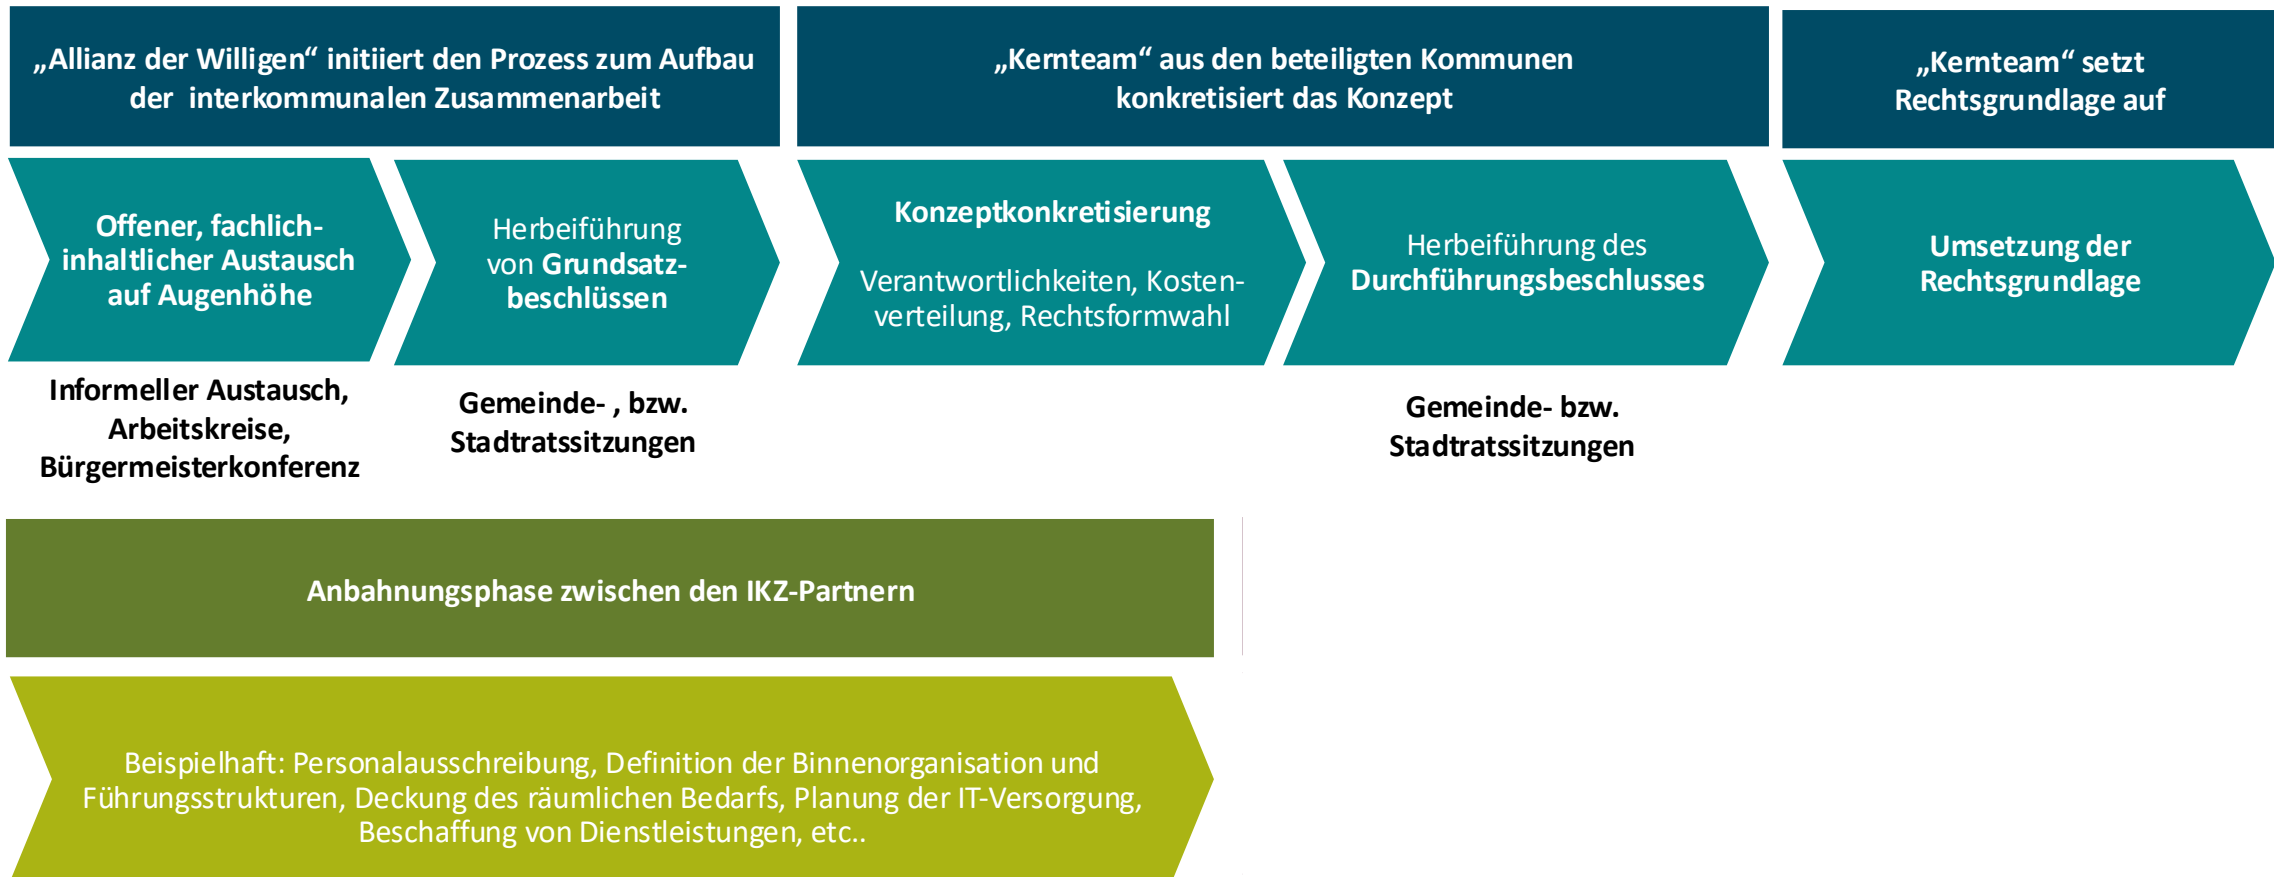 „Allianz der Willigen“ initiiert den Prozess zum Aufbau
der interkommunalen Zusammenarbeit
„Kernteam“ aus den beteiligten Kommunen
konkretisiert das Konzept
„Kernteam“ setzt
Rechtsgrundlage auf
Offener, fachlich-
inhaltlicher Austausch
auf Augenhöhe
Herbeiführung
von Grundsatz-
beschlüssen
Konzeptkonkretisierung
Verantwortlichkeiten, Kosten-
verteilung, Rechtsformwahl
Herbeiführung des
Durchführungsbeschlusses
Umsetzung der
Rechtsgrundlage
Informeller Austausch,
Arbeitskreise,
Bürgermeisterkonferenz
Gemeinde- , bzw.
Stadtratssitzungen
Gemeinde- bzw.
Stadtratssitzungen
Anbahnungsphase zwischen den IKZ-Partnern
Beispielhaft: Personalausschreibung, Definition der Binnenorganisation und
Führungsstrukturen, Deckung des räumlichen Bedarfs, Planung der IT-Versorgung,
Beschaffung von Dienstleistungen, etc..